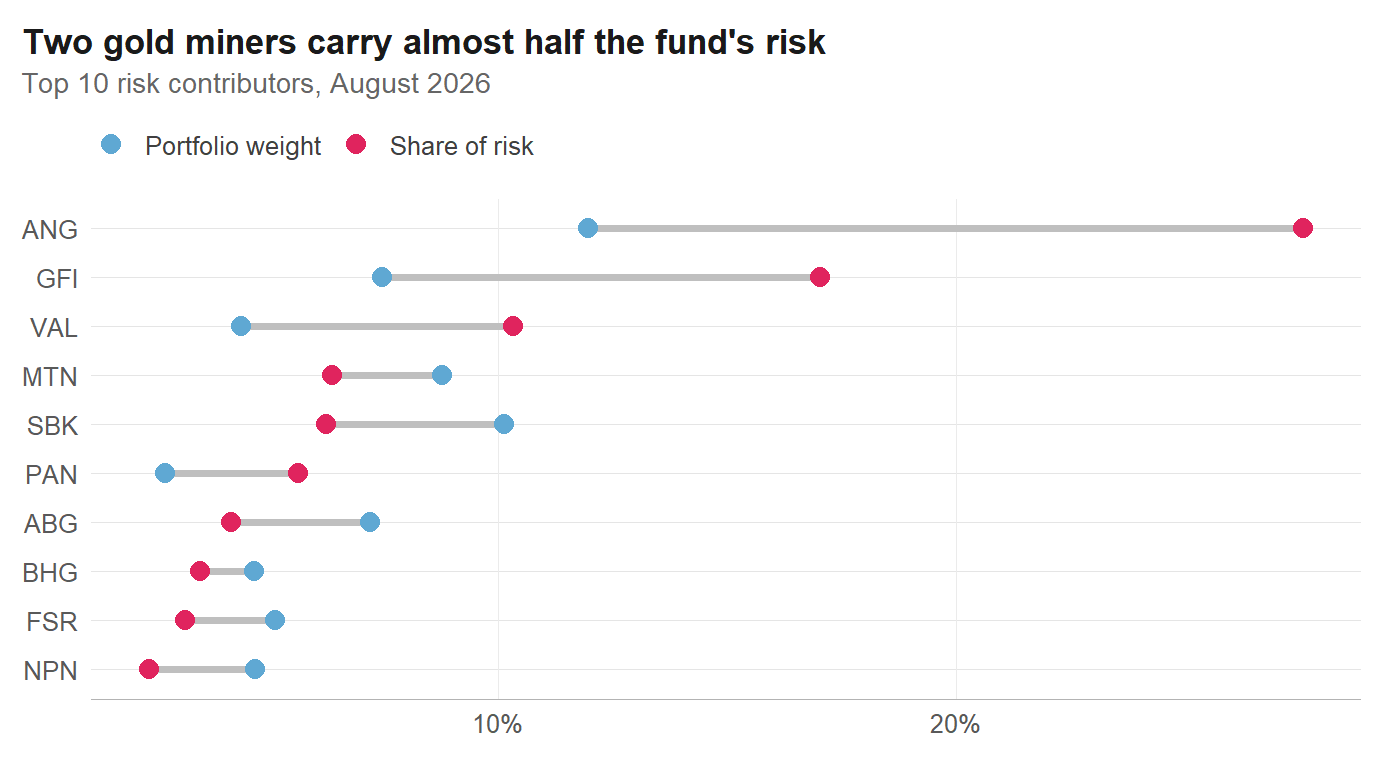 Two gold miners carry almost half the fund's risk
Top 10 risk contributors, August 2026
Portfolio weight Share of risk
ANG
GFI
VAL
MTN
SBK
PAN
ABG
BHG
FSR
NPN
10% 20%